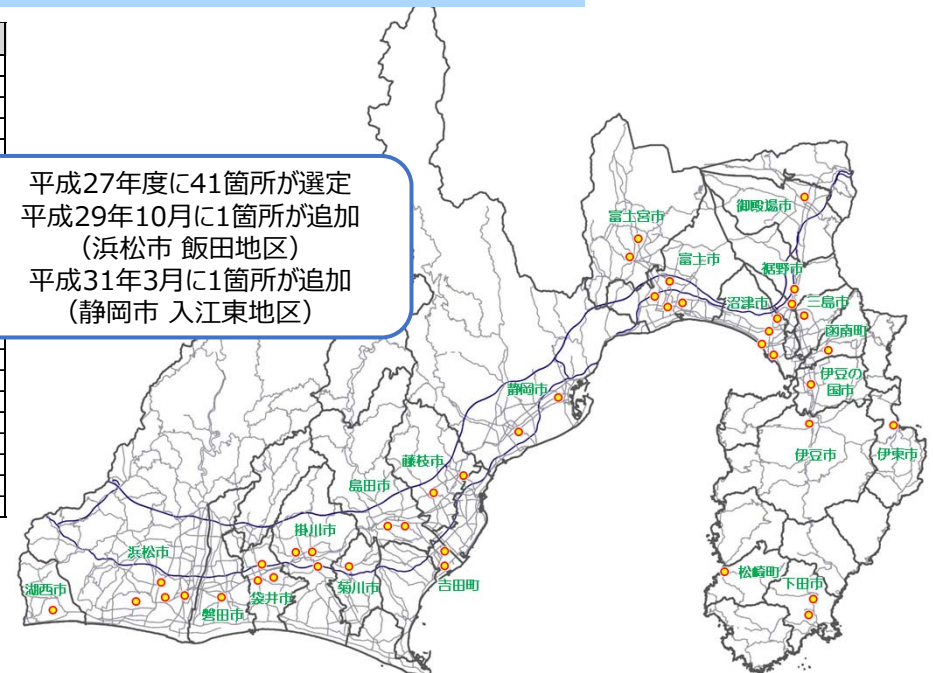 平成27年度に41箇所が選定
平成29年10月に1箇所が追加
（浜松市 飯田地区）
平成31年3月に1箇所が追加
（静岡市 入江東地区）
御殿場市
富士宮市
富士市
裾野市
沼津市
三島市
函南町
伊豆の
国市
静岡市
伊豆市
伊東市
藤枝市
島田市
掛川市
浜松市
松崎町
下田市
湖西市
磐田市
袋井市
菊川市
吉田町